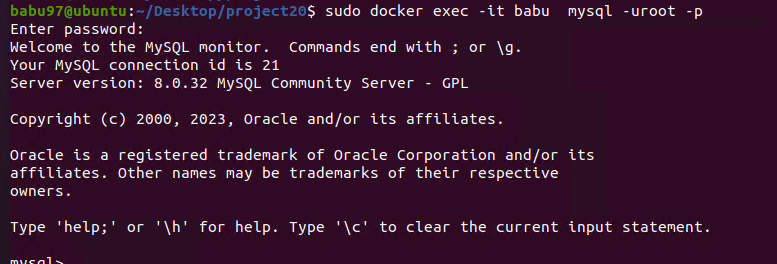 babu97@ubuntu:~/Desktop/project20$ sudo docker exec -it babu  mysql -uroot -p
Enter password:
Welcome to the MySQL monitor.  Commands end with ; or \g.
Your MySQL connection id is 21
Server version: 8.0.32 MySQL Community Server - GPL
Copyright (c) 2000, 2023, Oracle and/or its affiliates.
Oracle is a registered trademark of Oracle Corporation and/or its
affiliates. Other names may be trademarks of their respective
owners.
Type 'help;' or '\h' for help. Type '\c' to clear the current input statement.
mysql>